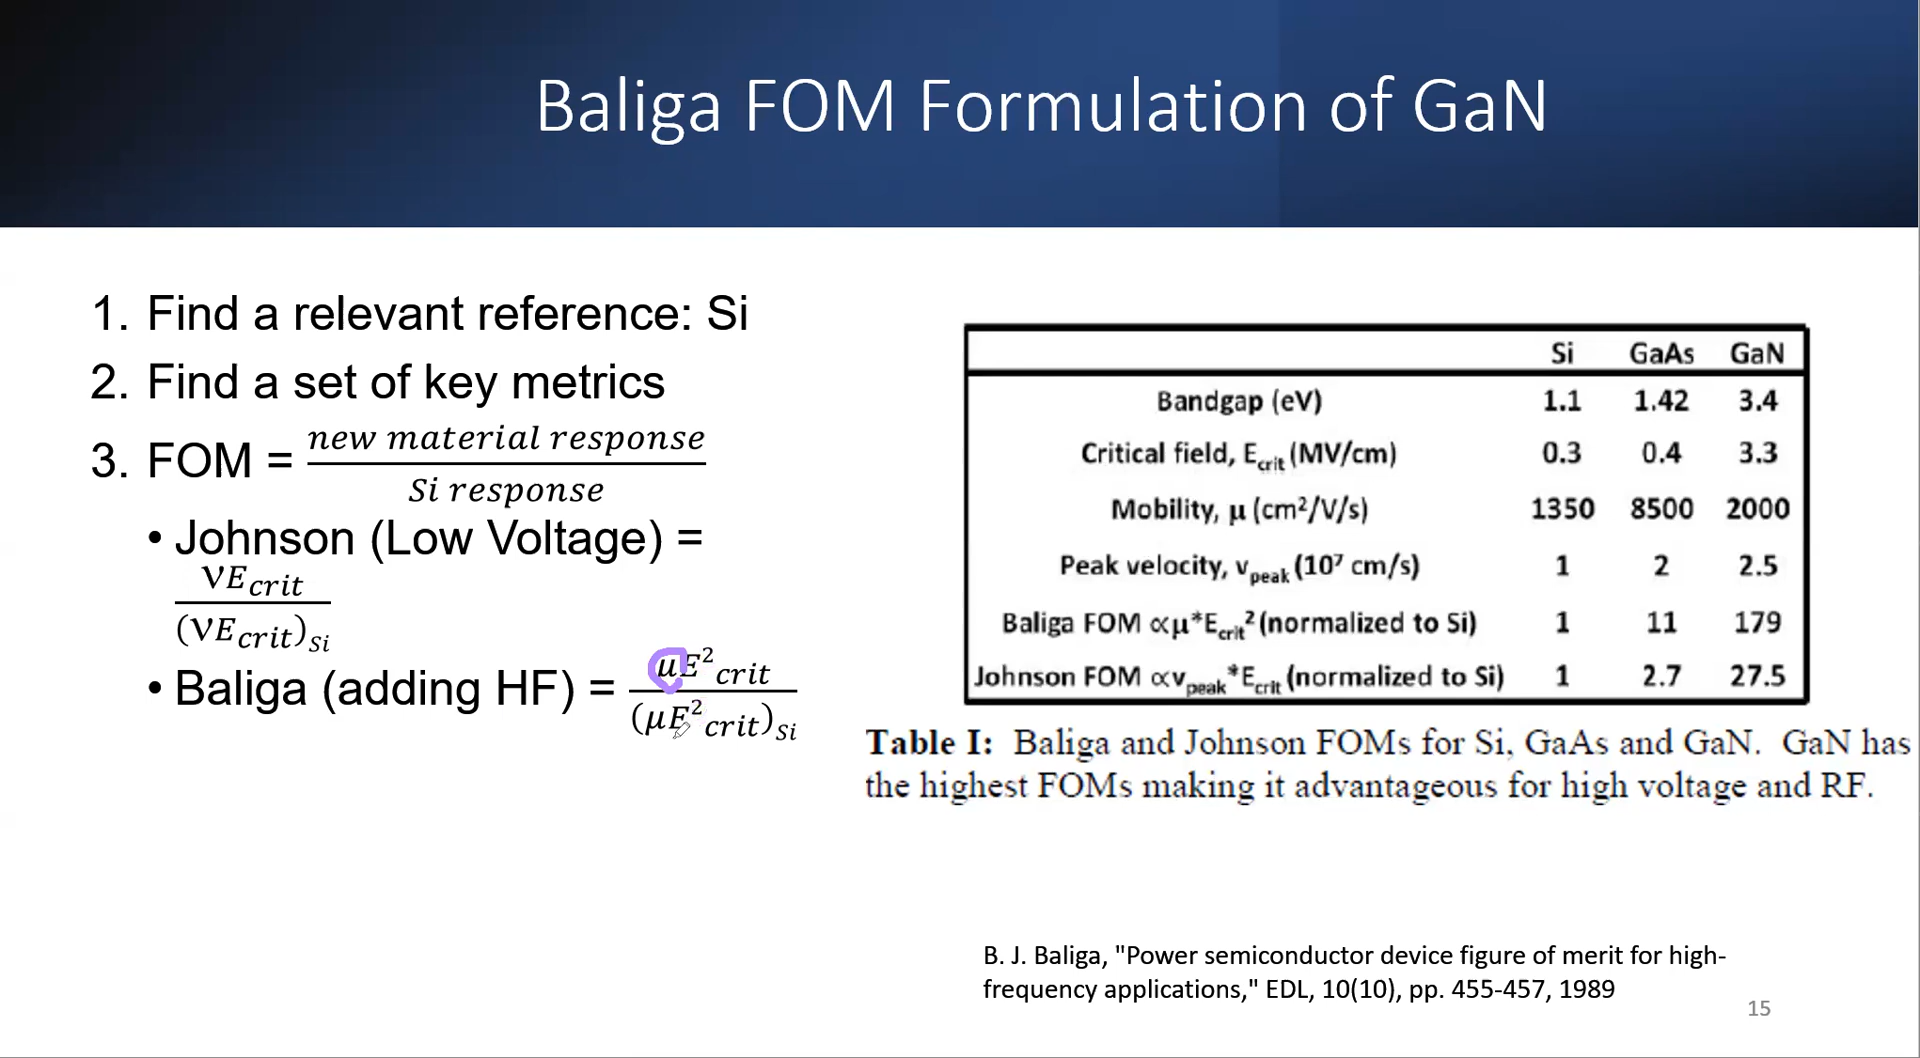 Baliga FOM Formulation of GaN
1. Find a relevant reference: Si
2. Find a set of key metrics
3. FOM = new material response / Si response
• Johnson (Low Voltage) =
νE_crit / (νE_crit)_Si
• Baliga (adding HF) = μE²_crit / (μE²_crit)_Si
Si GaAs GaN
Bandgap (eV) 1.1 1.42 3.4
Critical field, E_crit (MV/cm) 0.3 0.4 3.3
Mobility, μ (cm²/V/s) 1350 8500 2000
Peak velocity, v_peak (10⁷ cm/s) 1 2 2.5
Baliga FOM ∝μ*E_crit² (normalized to Si) 1 11 179
Johnson FOM ∝v_peak*E_crit (normalized to Si) 1 2.7 27.5
Table I: Baliga and Johnson FOMs for Si, GaAs and GaN. GaN has
the highest FOMs making it advantageous for high voltage and RF.
B. J. Baliga, "Power semiconductor device figure of merit for high-
frequency applications," EDL, 10(10), pp. 455-457, 1989
15